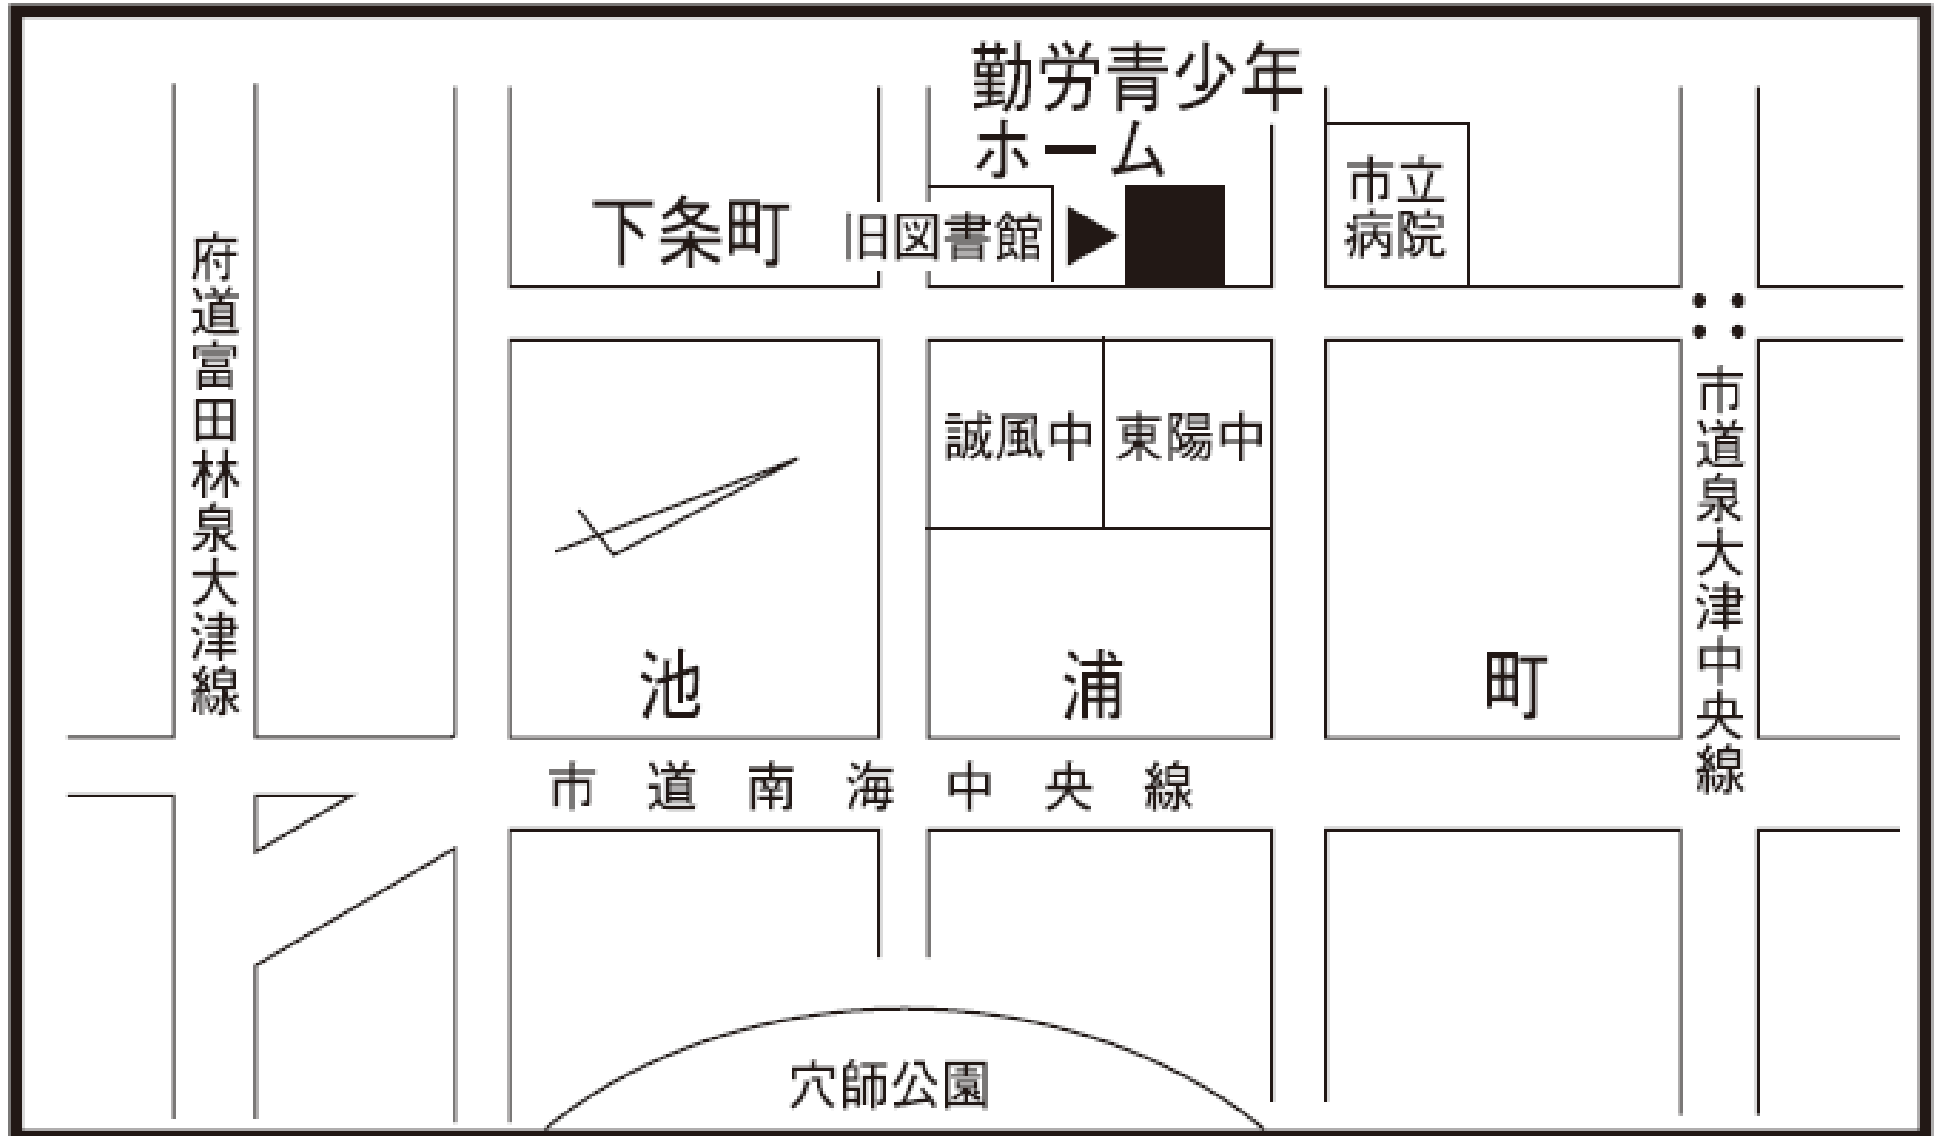 勤労青少年
ホーム
市立
病院
下条町
旧図書館
府道富田林泉大津線
誠風中
東陽中
市道泉大津中央線
池浦町
市道南海中央線
穴師公園